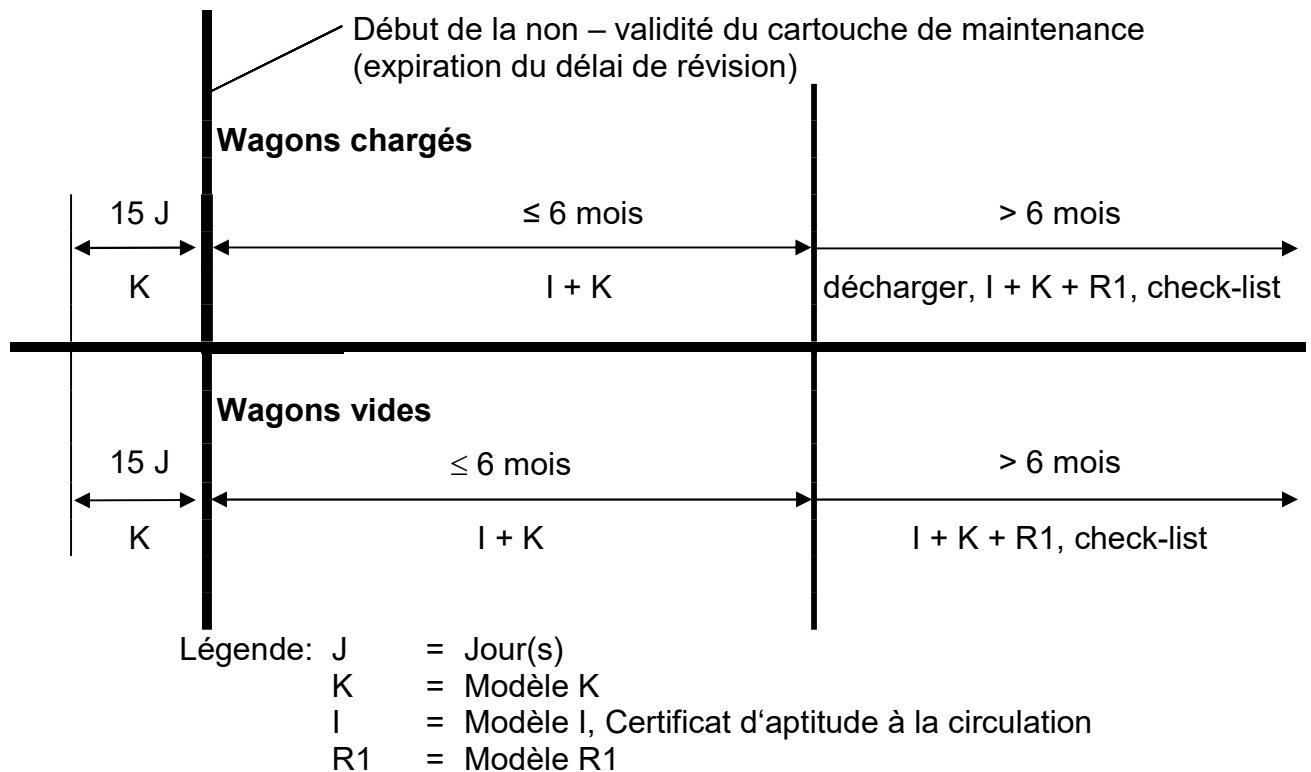 Début de la non – validité du cartouche de maintenance
(expiration du délai de révision)
Wagons chargés
15 J ≤ 6 mois > 6 mois
K I + K décharger, I + K + R1, check-list
Wagons vides
15 J ≤ 6 mois > 6 mois
K I + K I + K + R1, check-list
Légende: J = Jour(s)
K = Modèle K
I = Modèle I, Certificat d‘aptitude à la circulation
R1 = Modèle R1